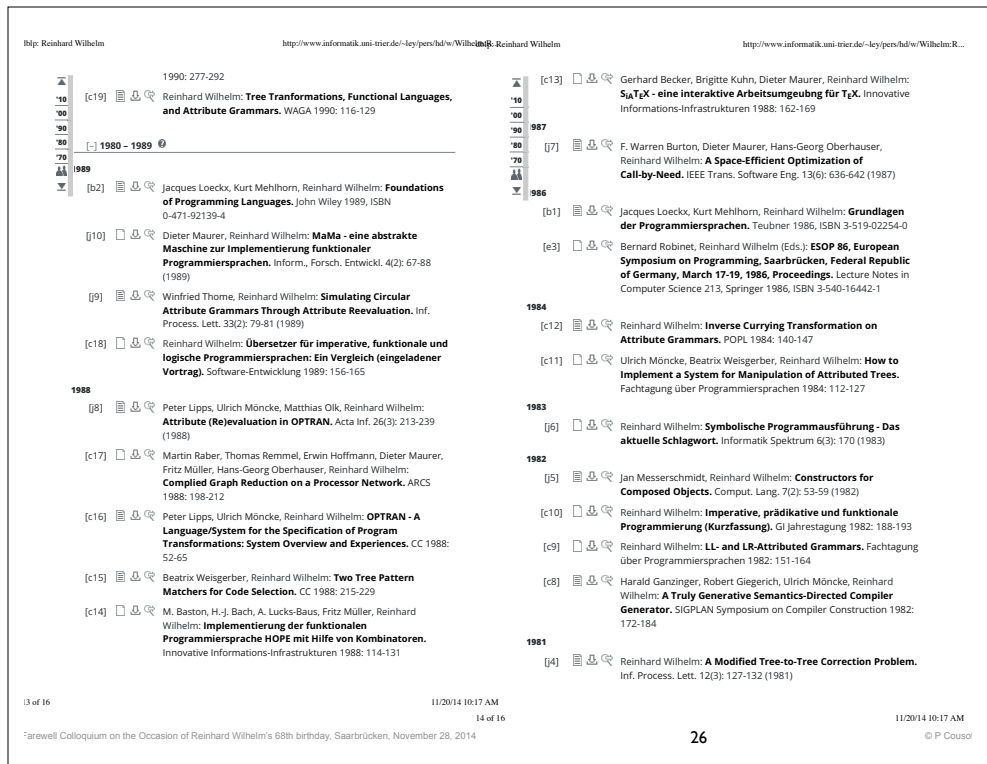 lblp: Reinhard Wilhelm
http://www.informatik.uni-trier.de/~ley/pers/hd/w/Wilhelm:R...
1990: 277-292
[c19] Reinhard Wilhelm: Tree Tranformations, Functional Languages,
and Attribute Grammars. WAGA 1990: 116-129
'10
'00
'90
'80
'70
[–] 1980 – 1989 ?
1989
[b2] Jacques Loeckx, Kurt Mehlhorn, Reinhard Wilhelm: Foundations
of Programming Languages. John Wiley 1989, ISBN
0-471-92139-4
[j10] Dieter Maurer, Reinhard Wilhelm: MaMa - eine abstrakte
Maschine zur Implementierung funktionaler
Programmiersprachen. Inform., Forsch. Entwickl. 4(2): 67-88
(1989)
[j9] Winfried Thome, Reinhard Wilhelm: Simulating Circular
Attribute Grammars Through Attribute Reevaluation. Inf.
Process. Lett. 33(2): 79-81 (1989)
[c18] Reinhard Wilhelm: Übersetzer für imperative, funktionale und
logische Programmiersprachen: Ein Vergleich (eingeladener
Vortrag). Software-Entwicklung 1989: 156-165
1988
[j8] Peter Lipps, Ulrich Möncke, Matthias Olk, Reinhard Wilhelm:
Attribute (Re)evaluation in OPTRAN. Acta Inf. 26(3): 213-239
(1988)
[c17] Martin Raber, Thomas Remmel, Erwin Hoffmann, Dieter Maurer,
Fritz Müller, Hans-Georg Oberhauser, Reinhard Wilhelm:
Complied Graph Reduction on a Processor Network. ARCS
1988: 198-212
[c16] Peter Lipps, Ulrich Möncke, Reinhard Wilhelm: OPTRAN - A
Language/System for the Specification of Program
Transformations: System Overview and Experiences. CC 1988:
52-65
[c15] Beatrix Weisgerber, Reinhard Wilhelm: Two Tree Pattern
Matchers for Code Selection. CC 1988: 215-229
[c14] M. Baston, H.-J. Bach, A. Lucks-Baus, Fritz Müller, Reinhard
Wilhelm: Implementierung der funktionalen
Programmiersprache HOPE mit Hilfe von Kombinatoren.
Innovative Informations-Infrastrukturen 1988: 114-131
13 of 16
11/20/14 10:17 AM
Reinhard Wilhelm
http://www.informatik.uni-trier.de/~ley/pers/hd/w/Wilhelm:R...
[c13] Gerhard Becker, Brigitte Kuhn, Dieter Maurer, Reinhard Wilhelm:
SiATEX - eine interaktive Arbeitsumgeubng für TEX. Innovative
Informations-Infrastrukturen 1988: 162-169
'10
'00
'90
'80
'70
1987
[j7] F. Warren Burton, Dieter Maurer, Hans-Georg Oberhauser,
Reinhard Wilhelm: A Space-Efficient Optimization of
Call-by-Need. IEEE Trans. Software Eng. 13(6): 636-642 (1987)
1986
[b1] Jacques Loeckx, Kurt Mehlhorn, Reinhard Wilhelm: Grundlagen
der Programmiersprachen. Teubner 1986, ISBN 3-519-02254-0
[e3] Bernard Robinet, Reinhard Wilhelm (Eds.): ESOP 86, European
Symposium on Programming, Saarbrücken, Federal Republic
of Germany, March 17-19, 1986, Proceedings. Lecture Notes in
Computer Science 213, Springer 1986, ISBN 3-540-16442-1
1984
[c12] Reinhard Wilhelm: Inverse Currying Transformation on
Attribute Grammars. POPL 1984: 140-147
[c11] Ulrich Möncke, Beatrix Weisgerber, Reinhard Wilhelm: How to
Implement a System for Manipulation of Attributed Trees.
Fachtagung über Programmiersprachen 1984: 112-127
1983
[j6] Reinhard Wilhelm: Symbolische Programmausführung - Das
aktuelle Schlagwort. Informatik Spektrum 6(3): 170 (1983)
1982
[j5] Jan Messerschmidt, Reinhard Wilhelm: Constructors for
Composed Objects. Comput. Lang. 7(2): 53-59 (1982)
[c10] Reinhard Wilhelm: Imperative, prädikative und funktionale
Programmierung (Kurzfassung). GI Jahrestagung 1982: 188-193
[c9] Reinhard Wilhelm: LL- and LR-Attributed Grammars. Fachtagung
über Programmiersprachen 1982: 151-164
[c8] Harald Ganzinger, Robert Giegerich, Ulrich Möncke, Reinhard
Wilhelm: A Truly Generative Semantics-Directed Compiler
Generator. SIGPLAN Symposium on Compiler Construction 1982:
172-184
1981
[j4] Reinhard Wilhelm: A Modified Tree-to-Tree Correction Problem.
Inf. Process. Lett. 12(3): 127-132 (1981)
14 of 16
11/20/14 10:17 AM
Farewell Colloquium on the Occasion of Reinhard Wilhelm's 68th birthday, Saarbrücken, November 28, 2014
26
© P Cousot